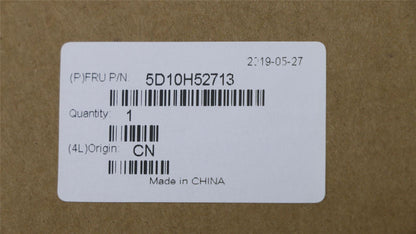 2019-05-27
(P)FRU P/N: 5D10H52713
Quantity: 1
(4L)Origin: CN
Made in CHINA